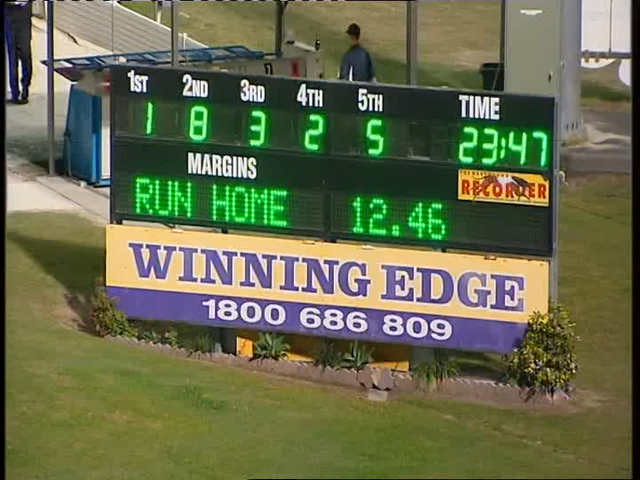 1ST 2ND 3RD 4TH 5TH TIME
1 8 3 2 5 23:47
MARGINS
RECORDER
RUN HOME 12.46
WINNING EDGE
1800 686 809